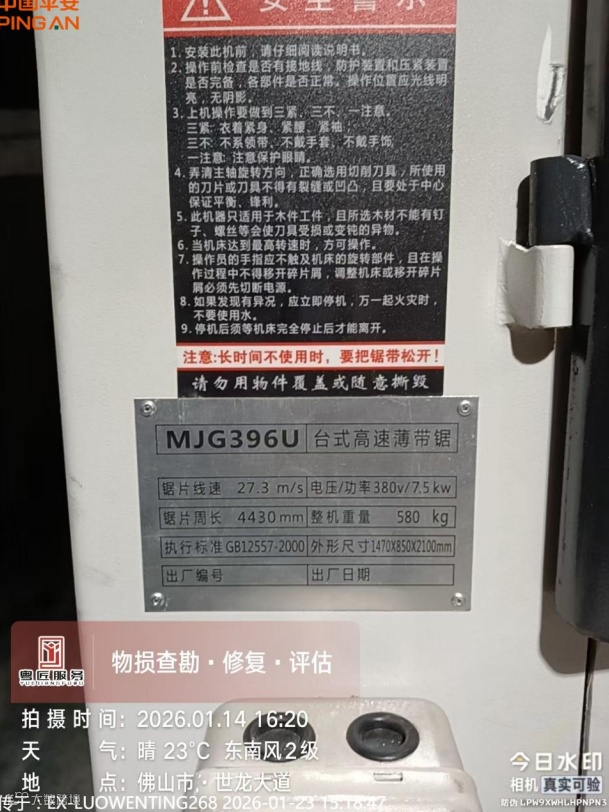 中国平安
PINGAN
安全警示
1. 安装此机前，请仔细阅读说明书。
2. 操作前检查是否有接地线，防护装置和压紧装置
是否完备，各部件是否正常。操作位置应光线明
亮，无阴影。
3. 上机操作要做到三紧、三不、一注意。
三紧：衣着紧身、紧腰、紧袖。
三不：不系领带、不戴手套、不戴手饰。
一注意：注意保护眼睛。
4. 弄清主轴旋转方向，正确选用切削刀具，所使用
的刀片或刀具不得有裂缝或凹凸，且要处于中心
保证平衡、锋利。
5. 此机器只适用于木件工件，且所选木材不能有钉
子、螺丝等会使刀具受损或变钝的异物。
6. 当机床达到最高转速时，方可操作。
7. 操作员的手指应不触及机床的旋转部件，且在操
作过程中不得移开碎片屑，调整机床或移开碎片
屑必须先切断电源。
8. 如果发现有异况，应立即停机，万一起火灾时，
不要使用水。
9. 停机后须等机床完全停止后才能离开。
注意:长时间不使用时，要把锯带松开！
请勿用物件覆盖或随意撕毁
MJG396U 台式高速薄带锯
锯片线速 27.3 m/s 电压/功率 380v/7.5kw
锯片周长 4430mm 整机重量 580 kg
执行标准 GB12557-2000 外形尺寸 1470X850X2100mm
出厂编号 出厂日期
粤匠服务
YUEJIANGFUWU
物损查勘·修复·评估
拍摄时间：2026.01.14 16:20
天 气：晴 23℃ 东南风2级
地 点：佛山市，世龙大道
今日水印
相机 真实可验
防伪 LPW9XWHLHPNPN3
传于：EX-LUOWENTING268 2026-01-23 15:18:47